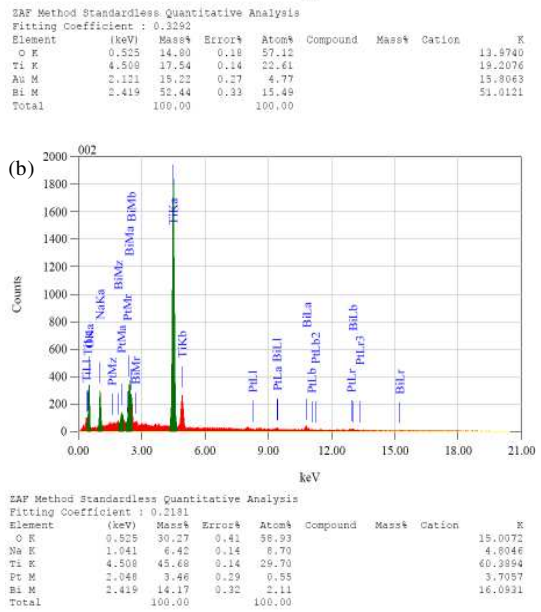 ZAF Method Standardless Quantitative Analysis
Fitting Coefficient : 0.3292
Element (keV) Mass% Error% Atom% Compound Mass% Cation K
O K 0.525 14.80 0.18 57.12 13.9740
Ti K 4.508 17.54 0.14 22.61 19.2076
Au M 2.121 15.22 0.27 4.77 15.8063
Bi M 2.419 52.44 0.33 15.49 51.0121
Total 100.00 100.00
(b)
002
2000
1800
1600
1400
1200
1000
800
600
400
200
0
Counts
TiLl
NaKa
PtMz
BiMz
PtMa
PtMr
BiMa
BiMb
BiMr
TiKa
TiKb
PtLl
PtLa
BiLl
BiLa
PtLb
PtLb2
PtLr
BiLb
PtLr3
BiLr
0.00 3.00 6.00 9.00 12.00 15.00 18.00 21.00
keV
ZAF Method Standardless Quantitative Analysis
Fitting Coefficient : 0.2181
Element (keV) Mass% Error% Atom% Compound Mass% Cation K
O K 0.525 30.27 0.41 58.93 15.0072
Na K 1.041 6.42 0.14 8.70 4.8046
Ti K 4.508 45.68 0.14 29.70 60.3894
Pt M 2.048 3.46 0.29 0.55 3.7057
Bi M 2.419 14.17 0.32 2.11 16.0931
Total 100.00 100.00